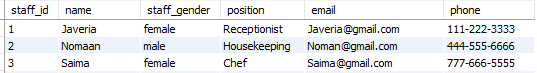 staff_id name staff_gender position email phone
1 Javeria female Receptionist Javeria@gmail.com 111-222-3333
2 Nomaan male Housekeeping Noman@gmail.com 444-555-6666
3 Saima female Chef Saima@gmail.com 777-666-5555